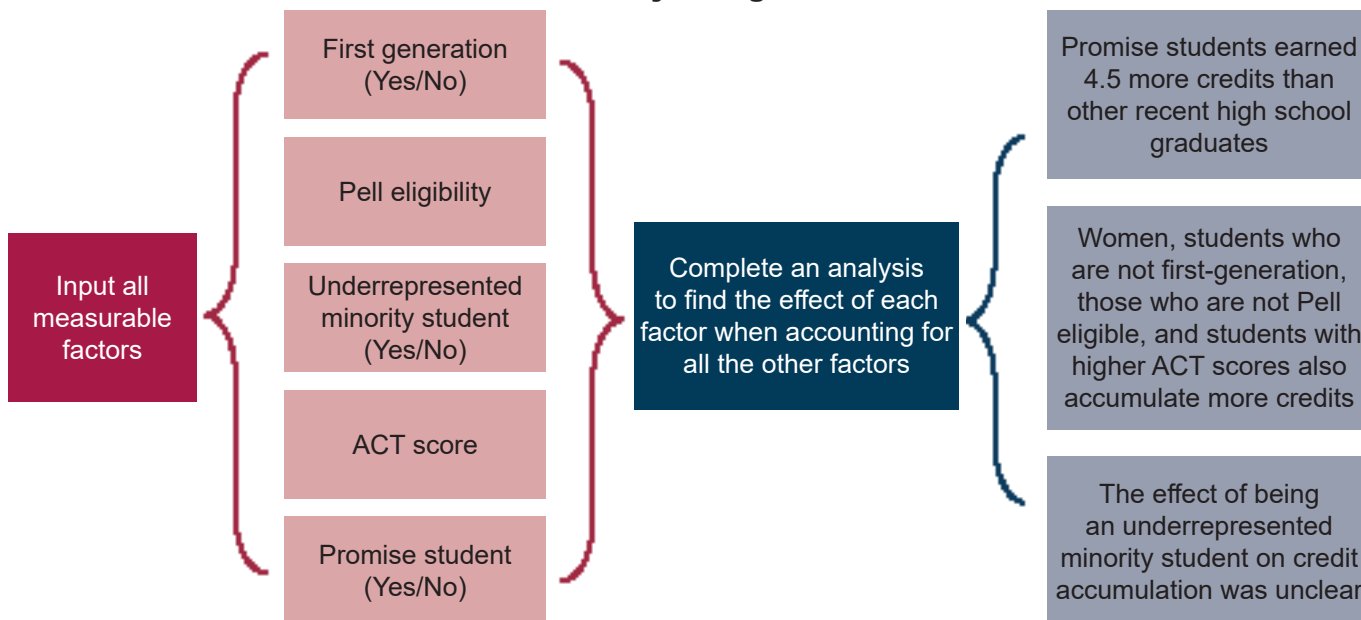 Input all
measurable
factors
First generation
(Yes/No)
Pell eligibility
Underrepresented
minority student
(Yes/No)
ACT score
Promise student
(Yes/No)
Complete an analysis
to find the effect of each
factor when accounting for
all the other factors
Promise students earned
4.5 more credits than
other recent high school
graduates
Women, students who
are not first-generation,
those who are not Pell
eligible, and students with
higher ACT scores also
accumulate more credits
The effect of being
an underrepresented
minority student on credit
accumulation was unclear